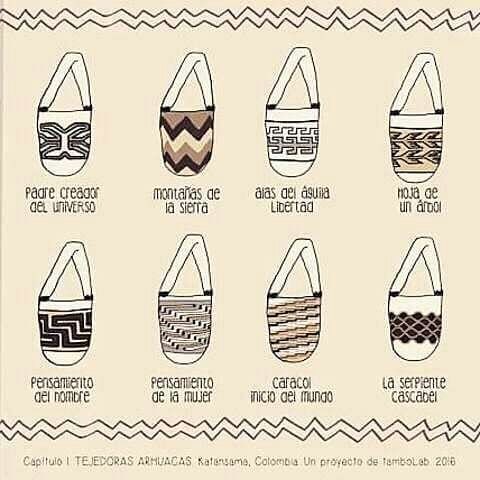 Padre creador
del universo
montañas de
la sierra
alas del águila
libertad
Hoja de
un árbol
Pensamiento
del hombre
Pensamiento
de la mujer
caracol
inicio del mundo
La serpiente
cascabel
Capítulo 1. TEJEDORAS ARHUACAS. Katansama, Colombia. Un proyecto de tamboLab. 2016